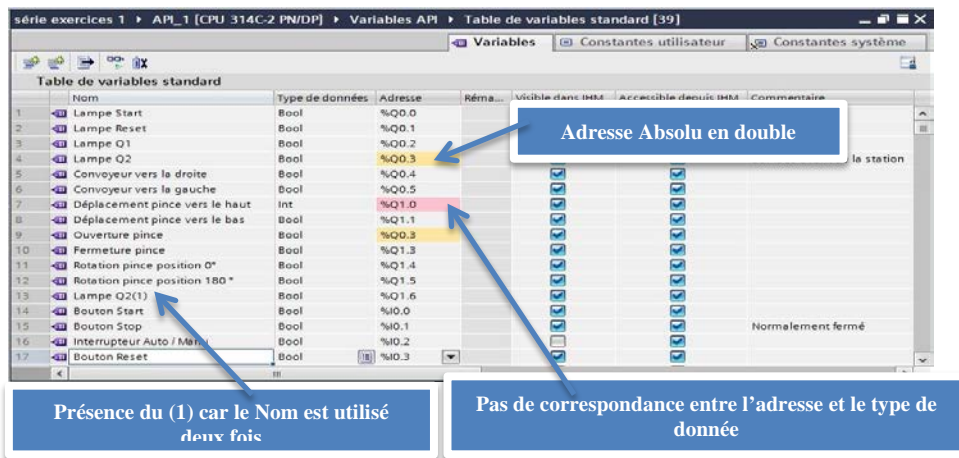 série exercices 1 ▸ API_1 [CPU 314C-2 PN/DP] ▸ Variables API ▸ Table de variables standard [39]
Variables Constantes utilisateur Constantes système
Table de variables standard
Nom Type de données Adresse Réma... Visible dans IHM Accessible depuis IHM Commentaire
1 Lampe Start Bool %Q0.0
2 Lampe Reset Bool %Q0.1
3 Lampe Q1 Bool %Q0.2
4 Lampe Q2 Bool %Q0.3 la station
5 Convoyeur vers la droite Bool %Q0.4
6 Convoyeur vers la gauche Bool %Q0.5
7 Déplacement pince vers le haut Int %Q1.0
8 Déplacement pince vers le bas Bool %Q1.1
9 Ouverture pince Bool %Q0.3
10 Fermeture pince Bool %Q1.3
11 Rotation pince position 0° Bool %Q1.4
12 Rotation pince position 180 ° Bool %Q1.5
13 Lampe Q2(1) Bool %Q1.6
14 Bouton Start Bool %I0.0
15 Bouton Stop Bool %I0.1 Normalement fermé
16 Interrupteur Auto / Manu Bool %I0.2
17 Bouton Reset Bool %I0.3
Adresse Absolu en double
Présence du (1) car le Nom est utilisé
deux fois
Pas de correspondance entre l'adresse et le type de
donnée